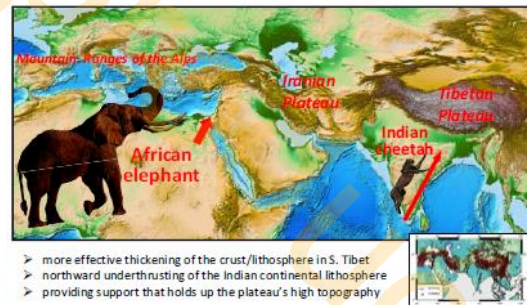 Mountain Ranges of the Alps
Iranian
Plateau
Tibetan
Plateau
Indian
cheetah
African
elephant
➢ more effective thickening of the crust/lithosphere in S. Tibet
➢ northward underthrusting of the Indian continental lithosphere
➢ providing support that holds up the plateau's high topography